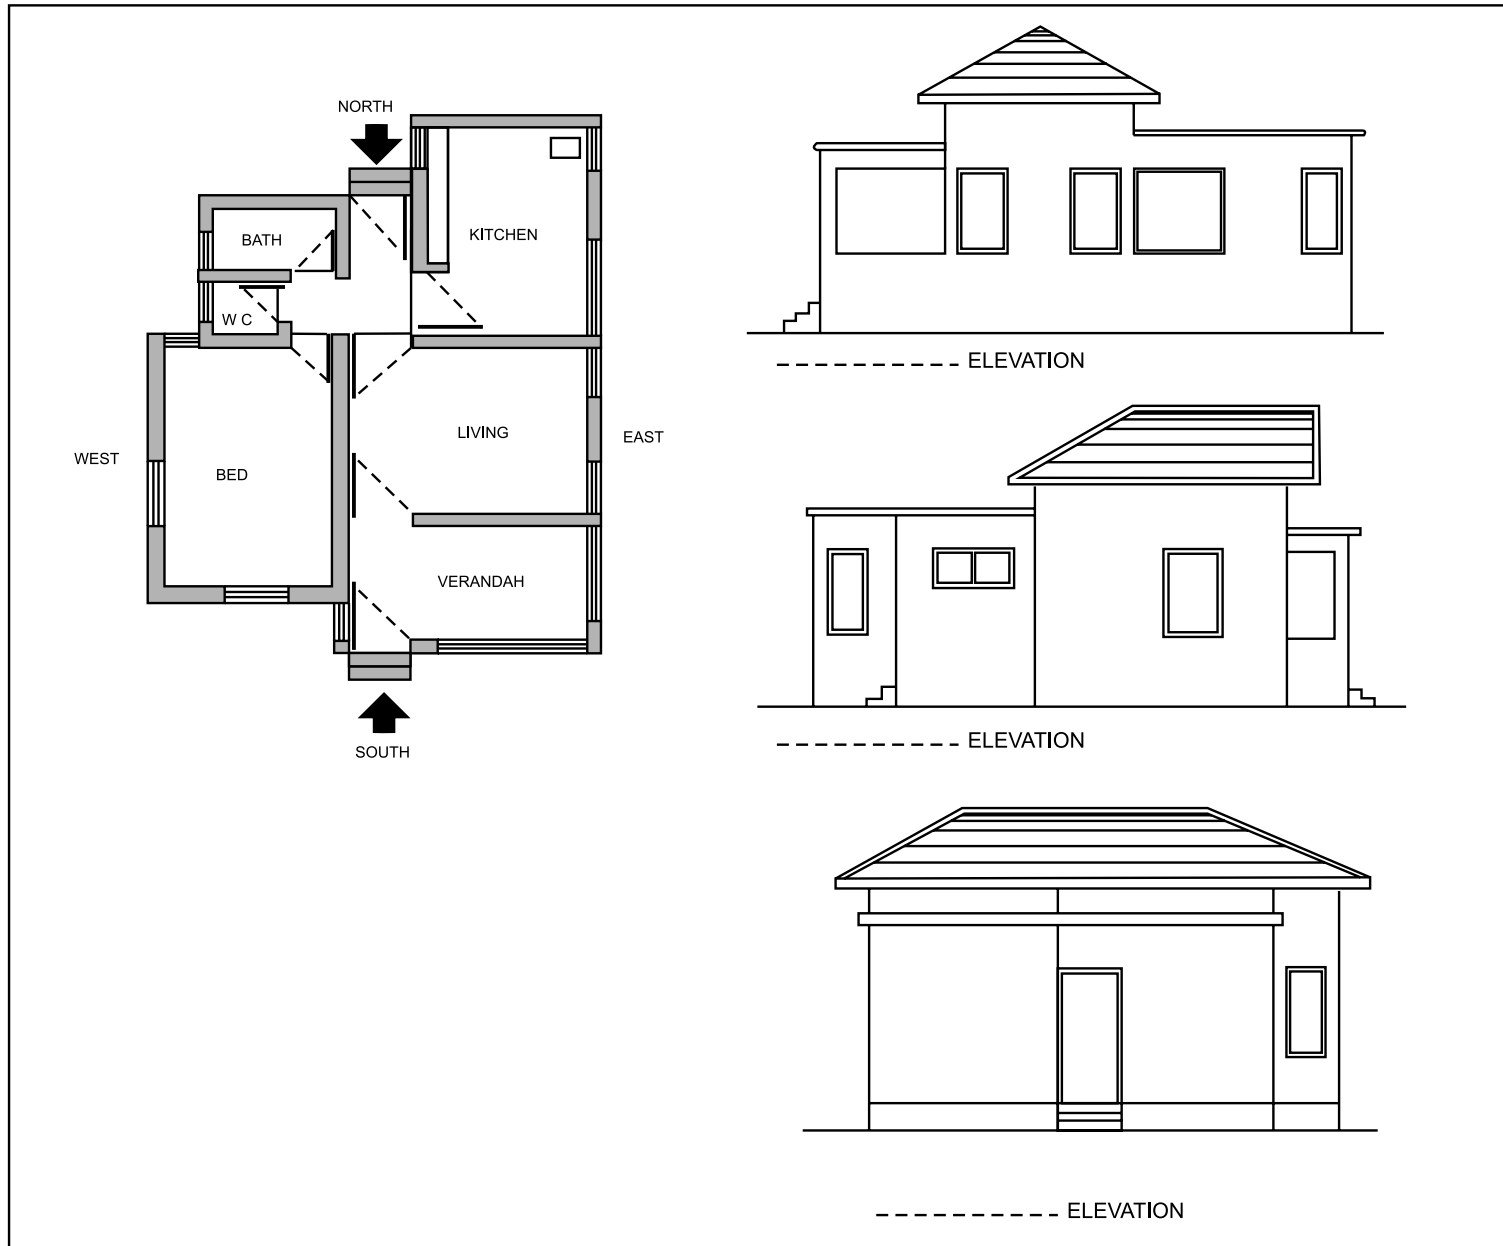 NORTH
BATH
KITCHEN
W C
LIVING
EAST
WEST
BED
VERANDAH
SOUTH
------------------ ELEVATION
------------------ ELEVATION
------------------ ELEVATION